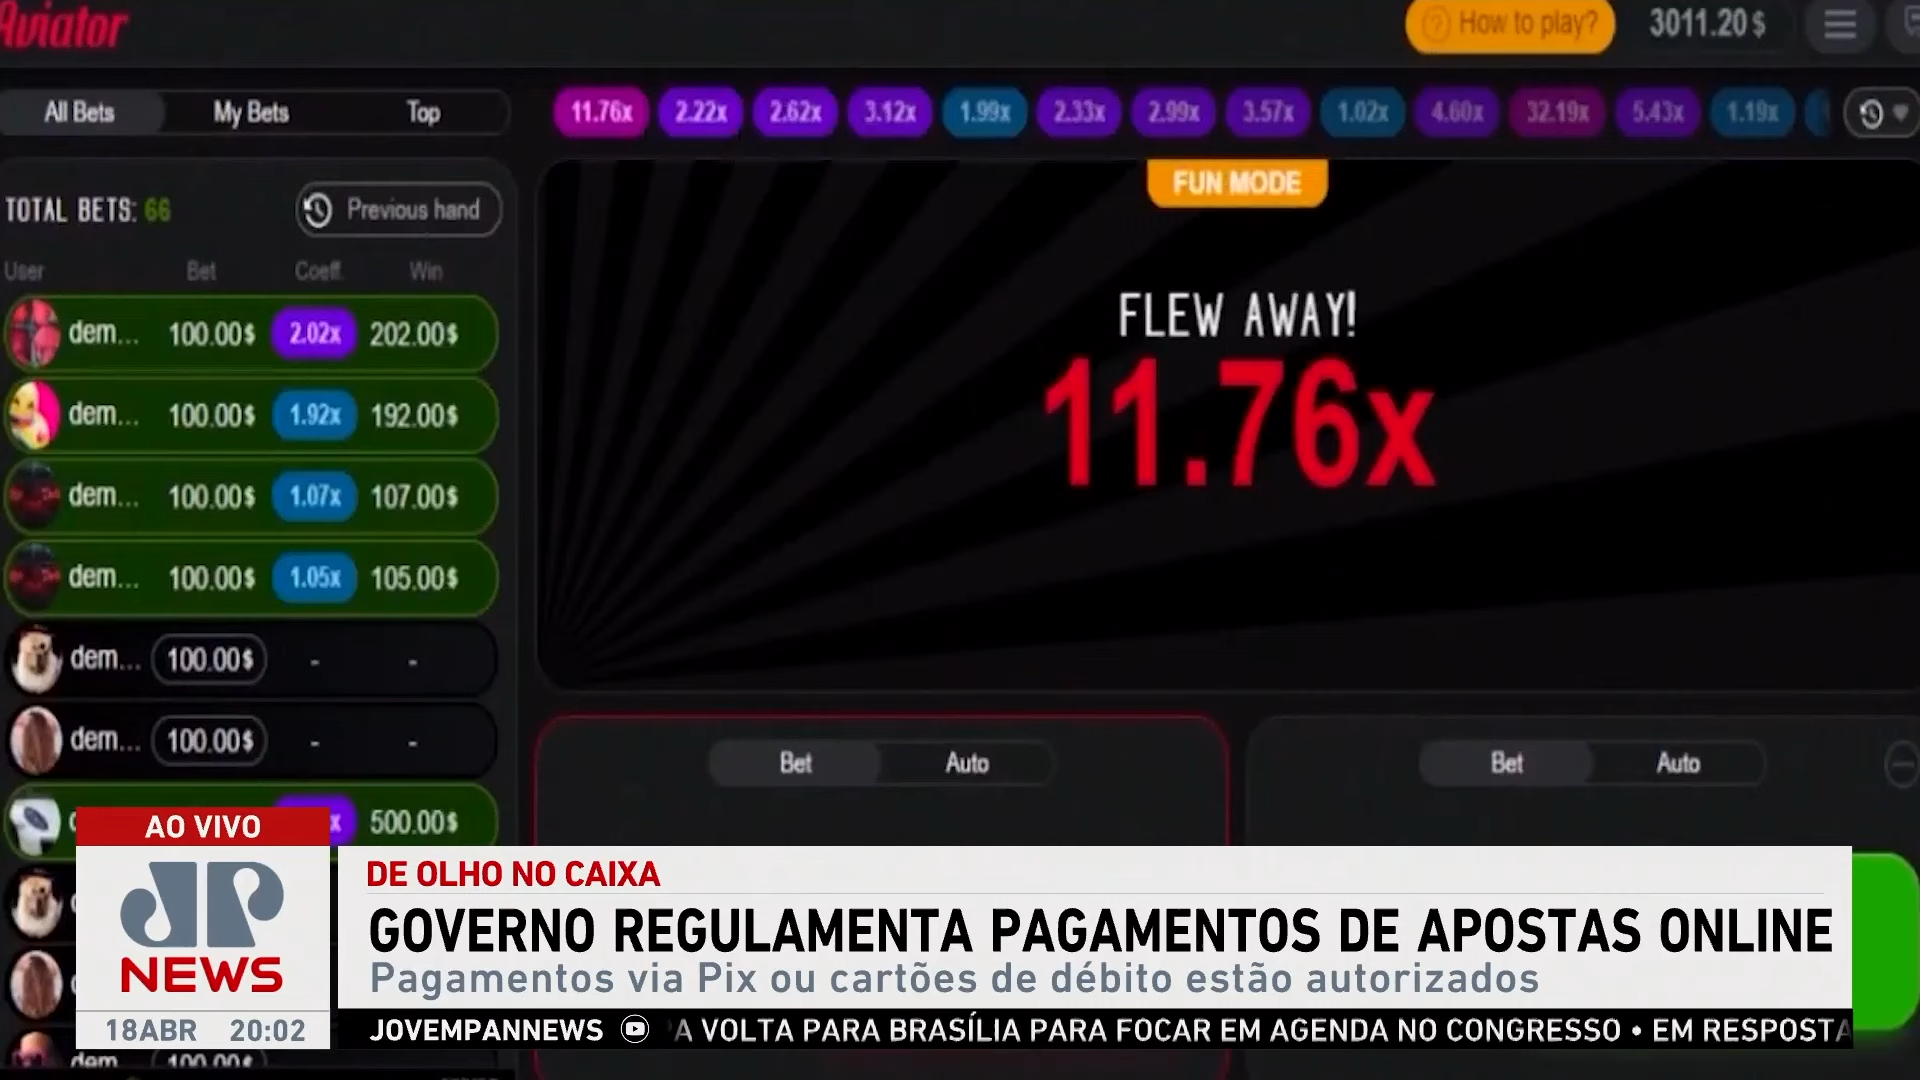 Aviator
How to play?
3011.20$
All Bets
My Bets
Top
11.76x
2.22x
2.62x
3.12x
1.99x
2.33x
2.99x
3.57x
1.02x
4.60x
32.19x
5.43x
1.19x
TOTAL BETS: 66
Previous hand
FUN MODE
User Bet Coeff. Win
FLEW AWAY!
11.76x
dem... 100.00$ 2.02x 202.00$
dem... 100.00$ 1.92x 192.00$
dem... 100.00$ 1.07x 107.00$
dem... 100.00$ 1.05x 105.00$
dem... 100.00$ - -
dem... 100.00$ - -
x 500.00$
Bet Auto
Bet Auto
AO VIVO
JP
NEWS
18ABR 20:02
DE OLHO NO CAIXA
GOVERNO REGULAMENTA PAGAMENTOS DE APOSTAS ONLINE
Pagamentos via Pix ou cartões de débito estão autorizados
JOVEMPANNEWS
A VOLTA PARA BRASÍLIA PARA FOCAR EM AGENDA NO CONGRESSO • EM RESPOSTA
dem 100.00$